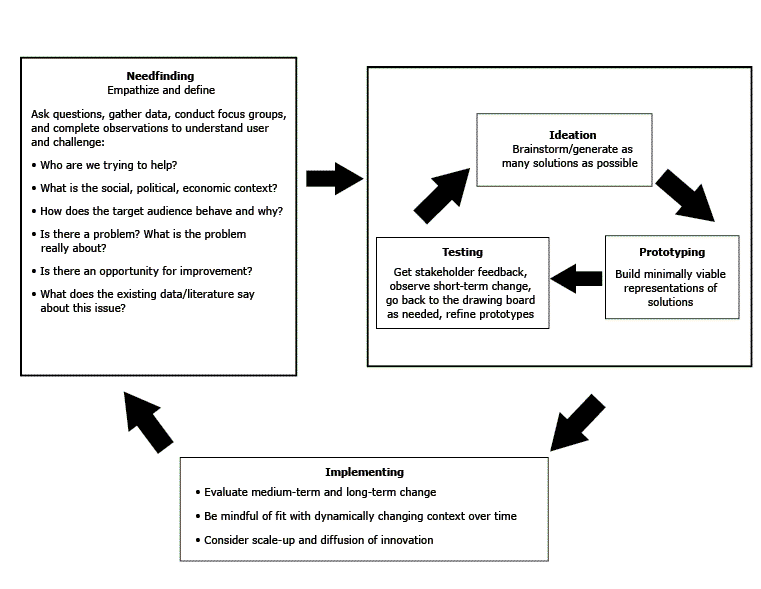 Needfinding
Empathize and define
Ask questions, gather data, conduct focus groups,
and complete observations to understand user
and challenge:
• Who are we trying to help?
• What is the social, political, economic context?
• How does the target audience behave and why?
• Is there a problem? What is the problem
really about?
• Is there an opportunity for improvement?
• What does the existing data/literature say
about this issue?
Ideation
Brainstorm/generate as
many solutions as possible
Testing
Get stakeholder feedback,
observe short-term change,
go back to the drawing board
as needed, refine prototypes
Prototyping
Build minimally viable
representations of
solutions
Implementing
• Evaluate medium-term and long-term change
• Be mindful of fit with dynamically changing context over time
• Consider scale-up and diffusion of innovation